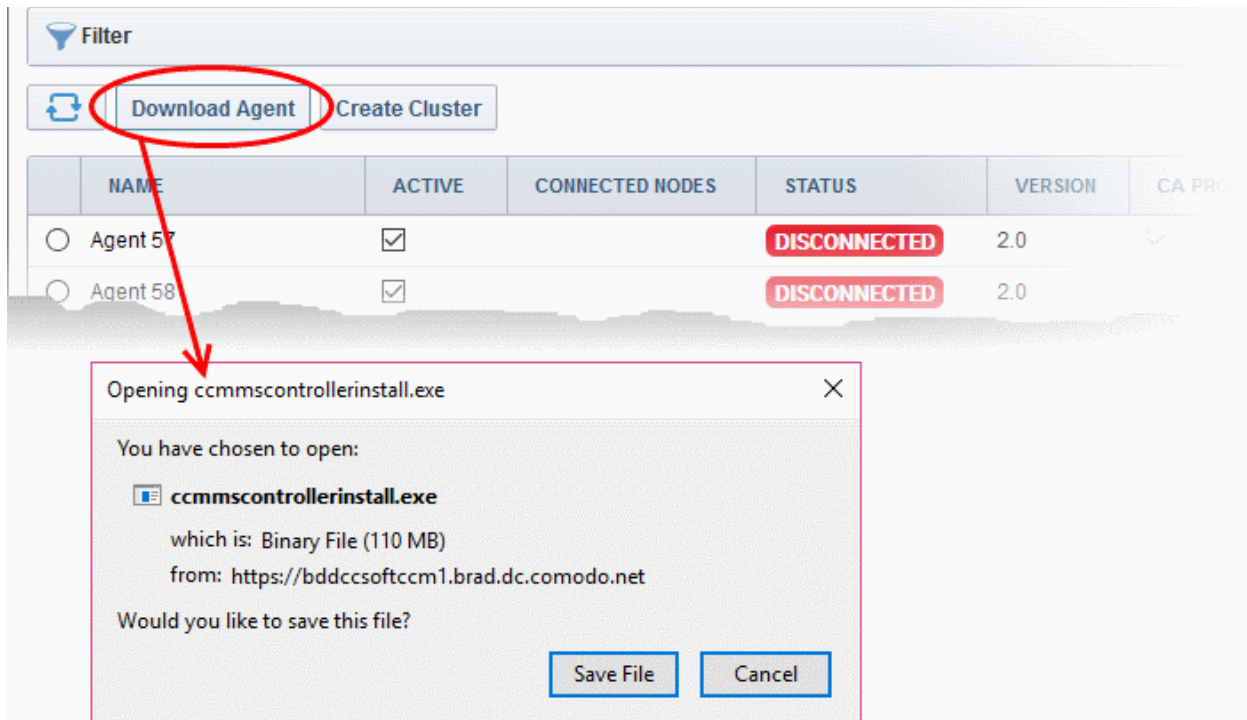 Filter
Download Agent Create Cluster
NAME ACTIVE CONNECTED NODES STATUS VERSION CA PRO
Agent 57 DISCONNECTED 2.0
Agent 58 DISCONNECTED 2.0
Opening ccmmscontrollerinstall.exe
You have chosen to open:
ccmmscontrollerinstall.exe
which is: Binary File (110 MB)
from: https://bddccsoftccm1.brad.dc.comodo.net
Would you like to save this file?
Save File Cancel